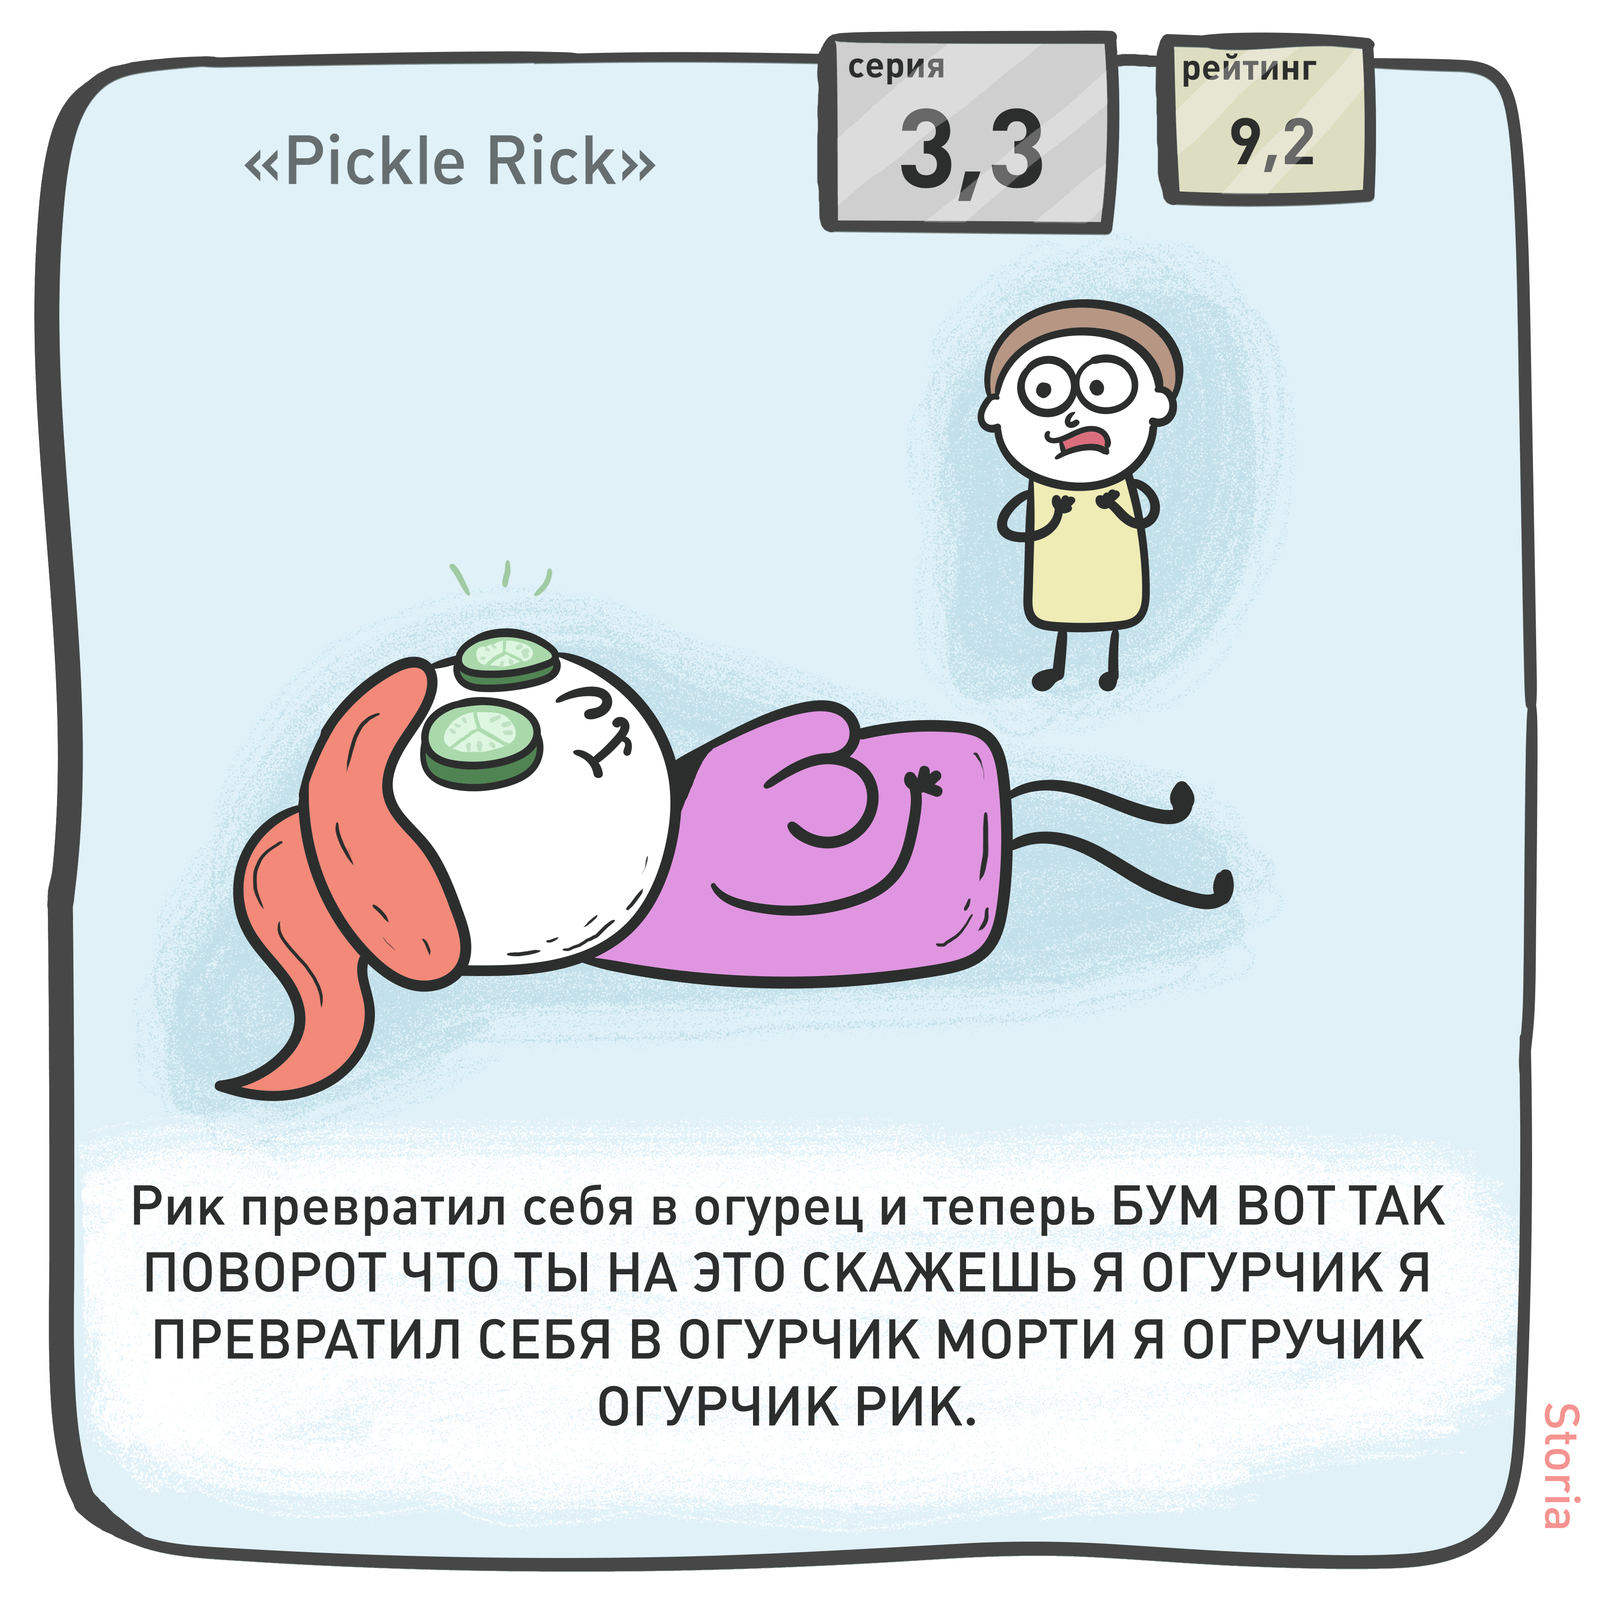 «Pickle Rick»
серия
3,3
рейтинг
9,2
Рик превратил себя в огурец и теперь БУМ ВОТ ТАК
ПОВОРОТ ЧТО ТЫ НА ЭТО СКАЖЕШЬ Я ОГУРЧИК Я
ПРЕВРАТИЛ СЕБЯ В ОГУРЧИК МОРТИ Я ОГРУЧИК
ОГУРЧИК РИК.
Storia